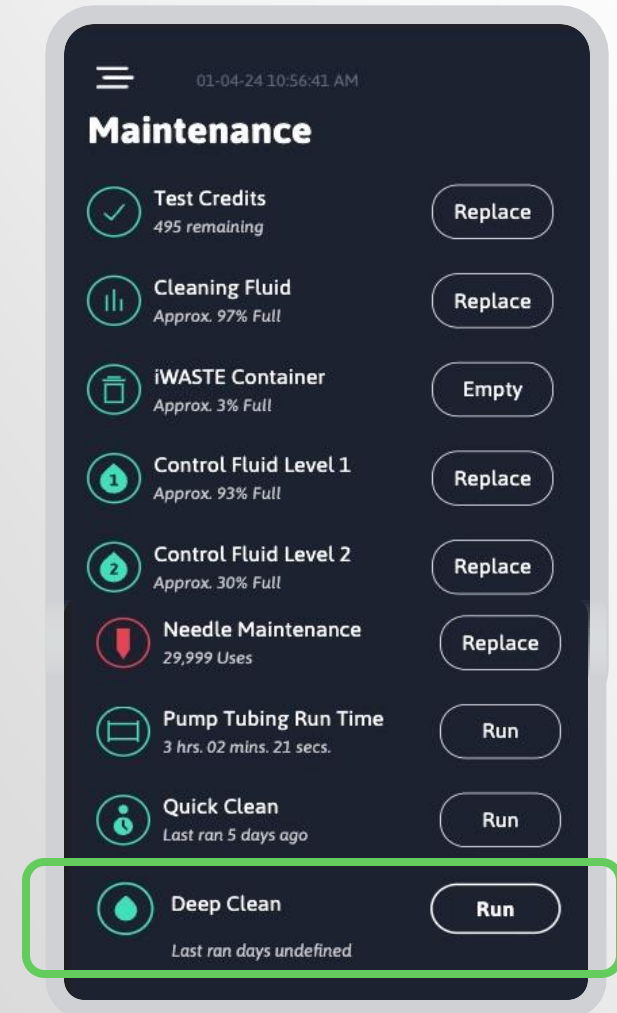 01-04-24 10:56:41 AM
Maintenance
Test Credits
495 remaining
Replace
Cleaning Fluid
Approx. 97% Full
Replace
iWASTE Container
Approx. 3% Full
Empty
Control Fluid Level 1
Approx. 93% Full
Replace
1
Control Fluid Level 2
Approx. 30% Full
Replace
2
Needle Maintenance
29,999 Uses
Replace
Pump Tubing Run Time
3 hrs. 02 mins. 21 secs.
Run
Quick Clean
Last ran 5 days ago
Run
Deep Clean
Last ran days undefined
Run